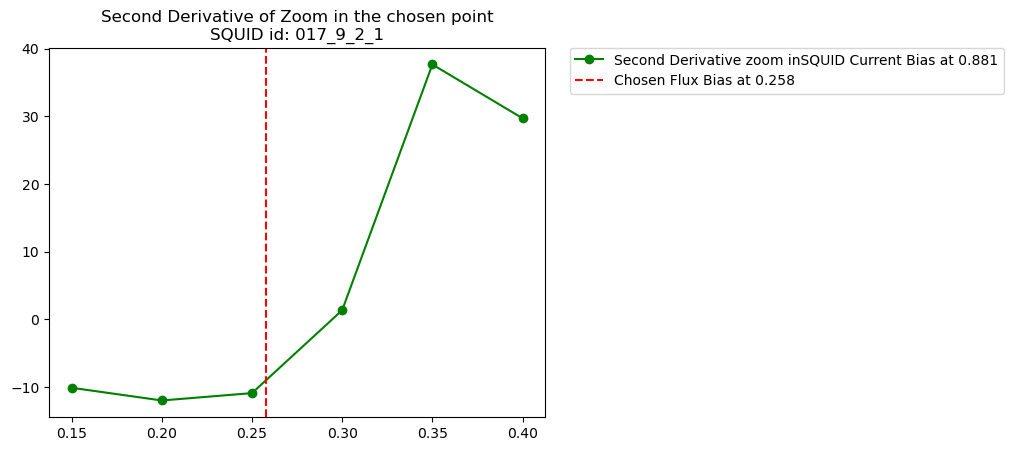 Second Derivative of Zoom in the chosen point
SQUID id: 017_9_2_1
Second Derivative zoom inSQUID Current Bias at 0.881
Chosen Flux Bias at 0.258
40
30
20
10
0
−10
0.15 0.20 0.25 0.30 0.35 0.40